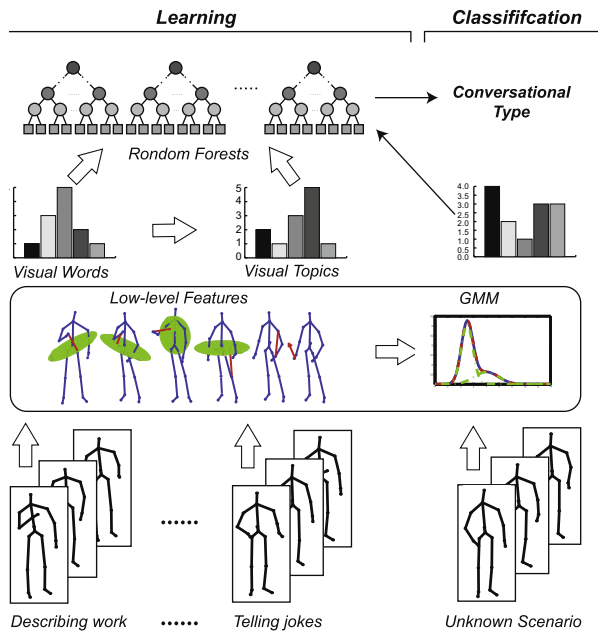 Learning
Classififcation
......
Conversational
Type
Rondom Forests
5
4
3
2
1
0
4.0
3.5
3.0
2.5
2.0
1.5
1.0
0.5
0.0
Visual Words
Visual Topics
Low-level Features
GMM
......
Describing work
......
Telling jokes
Unknown Scenario